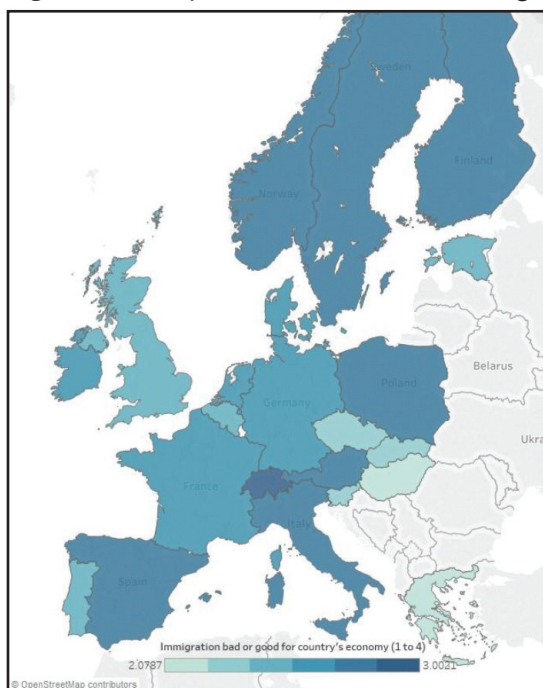 Sweden
Finland
Norway
Belarus
Poland
Germany
Ukra
France
Italy
Spain
Immigration bad or good for country's economy (1 to 4)
2.0787 3.0021
© OpenStreetMap contributors